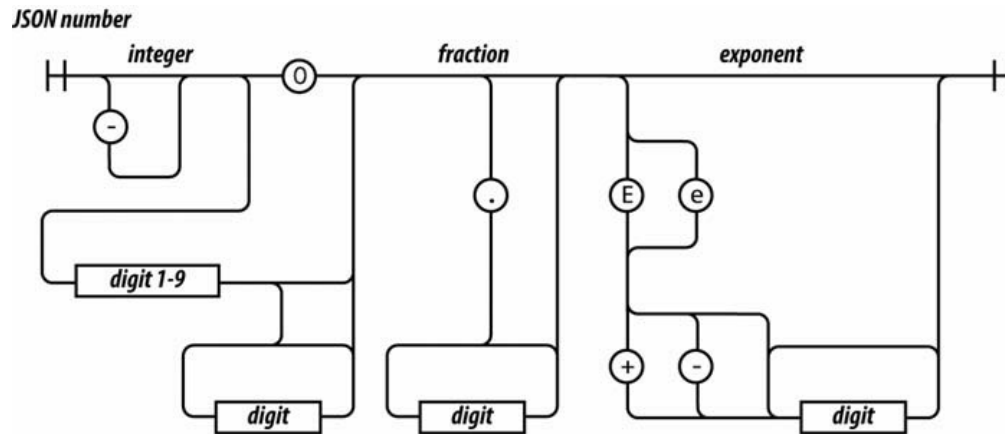 JSON number
integer 0 fraction exponent
-
. E e
digit 1-9
+ -
digit digit digit